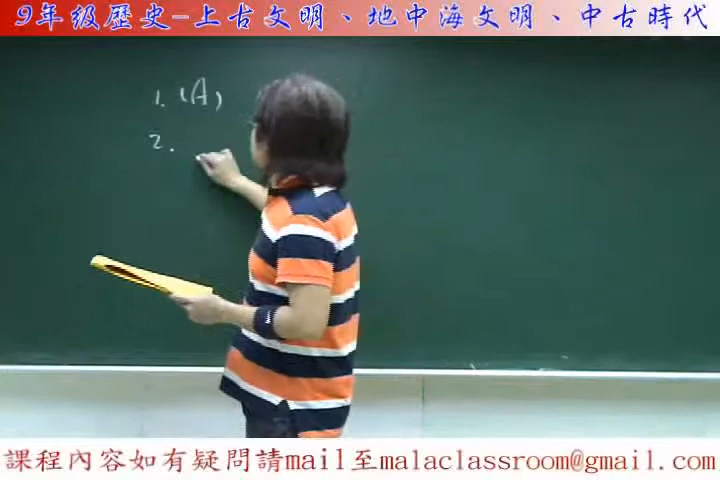 9年級歷史-上古文明、地中海文明、中古時代
1. (A)
2.
課程內容如有疑問請mail至malaclassroom@gmail.com